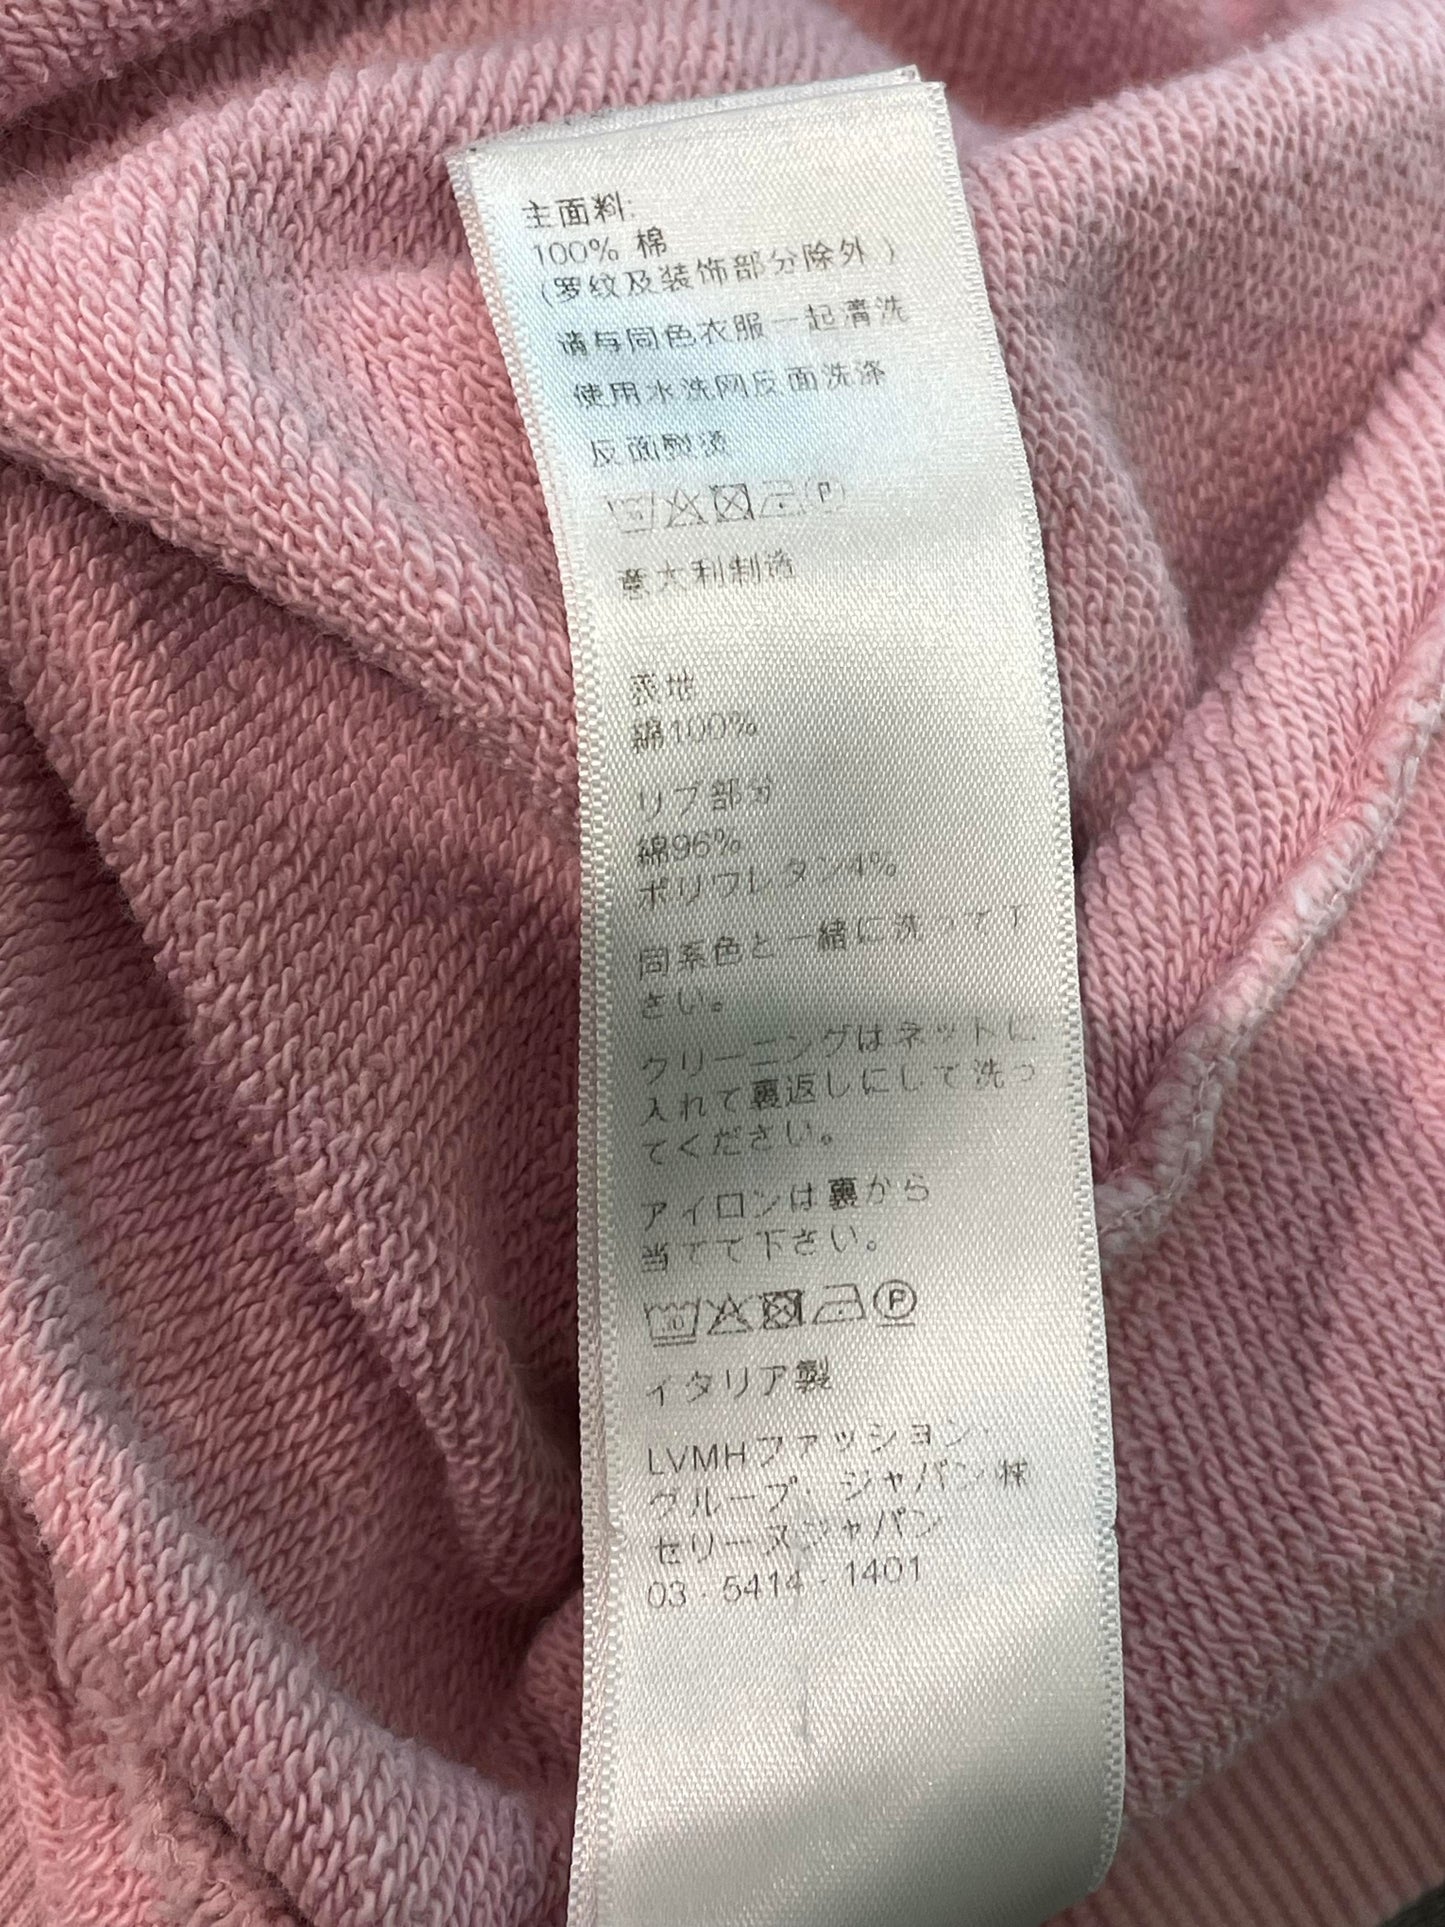 主面料:
100% 棉
(罗纹及装饰部分除外)
请与同色衣服一起清洗
使用水洗网反面洗涤
反面熨烫
P
意大利制造
表地
綿100%
リブ部分
綿96%
ポリウレタン4%
同系色と一緒に洗って下
さい。
クリーニングはネットに
入れて裏返しにして洗っ
てください。
アイロンは裏から
当てて下さい。
P
イタリア製
LVMHファッション・
グループ・ジャパン㈱
セリーヌジャパン
03・5414・1401